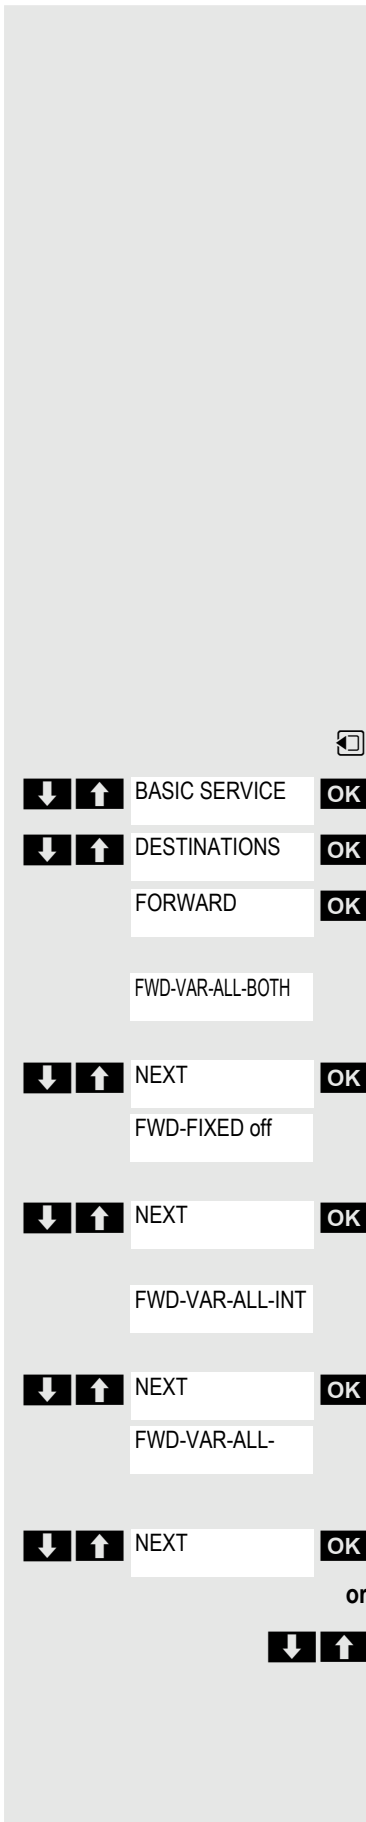 BASIC SERVICE OK
DESTINATIONS OK
FORWARD OK
FWD-VAR-ALL-BOTH
NEXT OK
FWD-FIXED off
NEXT OK
FWD-VAR-ALL-INT
NEXT OK
FWD-VAR-ALL-
NEXT OK
or